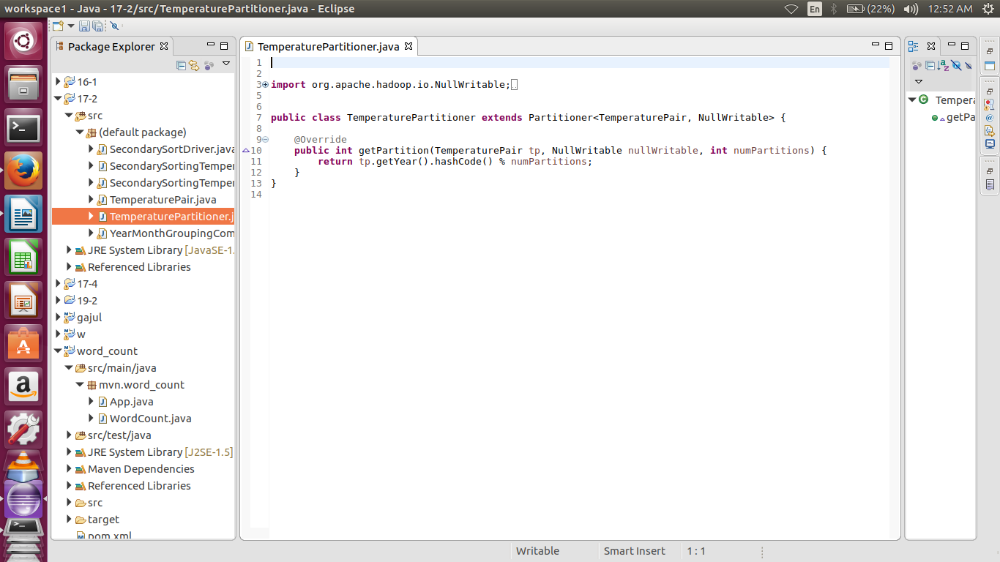 workspace1 - Java - 17-2/src/TemperaturePartitioner.java - Eclipse
En
(22%)
12:52 AM
Package Explorer
16-1
17-2
src
(default package)
SecondarySortDriver.java
SecondarySortingTemper
SecondarySortingTemper
TemperaturePair.java
TemperaturePartitioner.j
YearMonthGroupingCom
JRE System Library [JavaSE-1.
Referenced Libraries
17-4
19-2
gajul
w
word_count
src/main/java
mvn.word_count
App.java
WordCount.java
src/test/java
JRE System Library [J2SE-1.5]
Maven Dependencies
Referenced Libraries
src
target
pom.xml
TemperaturePartitioner.java
1
2
3 import org.apache.hadoop.io.NullWritable;
5
6
7 public class TemperaturePartitioner extends Partitioner<TemperaturePair, NullWritable> {
8
9 @Override
10 public int getPartition(TemperaturePair tp, NullWritable nullWritable, int numPartitions) {
11 return tp.getYear().hashCode() % numPartitions;
12 }
13 }
14
Tempera
getPa
Writable
Smart Insert
1 : 1